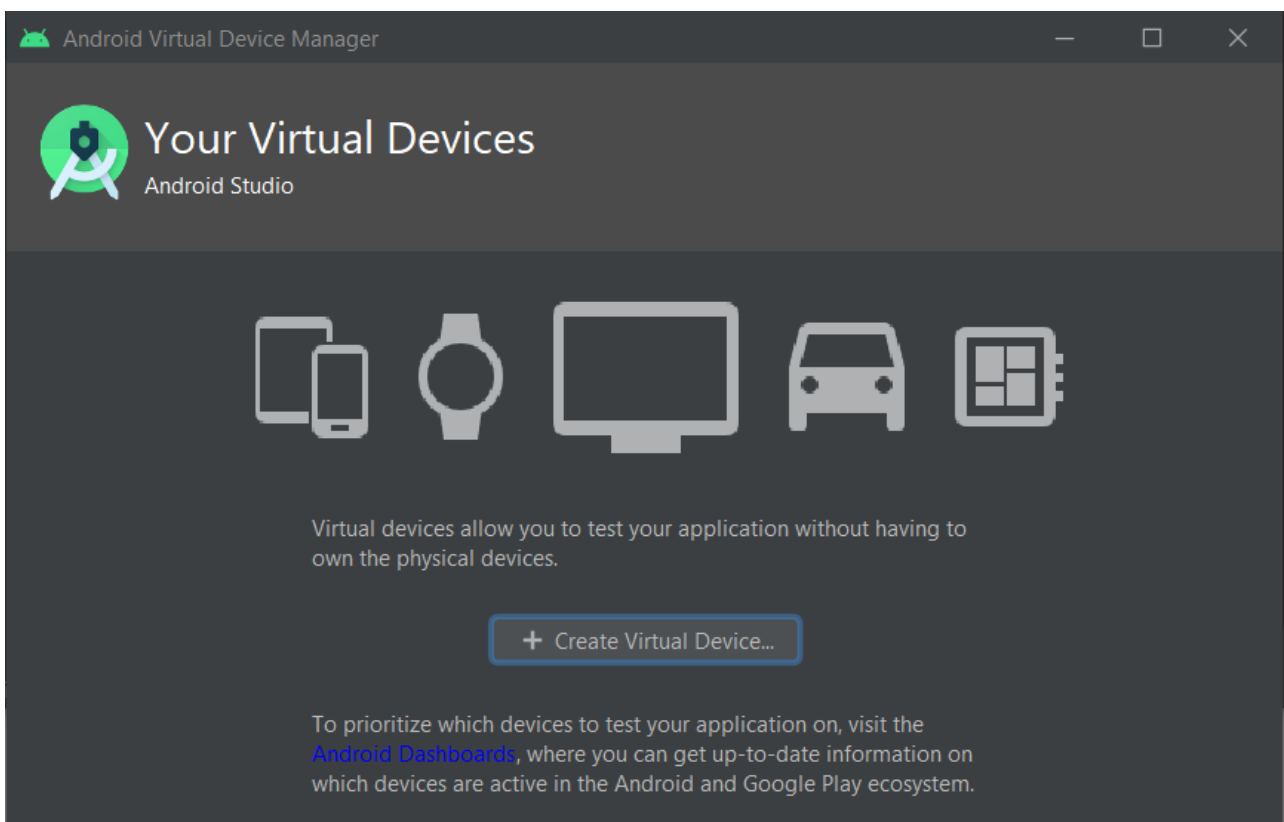 Android Virtual Device Manager
Your Virtual Devices
Android Studio
Virtual devices allow you to test your application without having to
own the physical devices.
+ Create Virtual Device...
To prioritize which devices to test your application on, visit the
Android Dashboards, where you can get up-to-date information on
which devices are active in the Android and Google Play ecosystem.